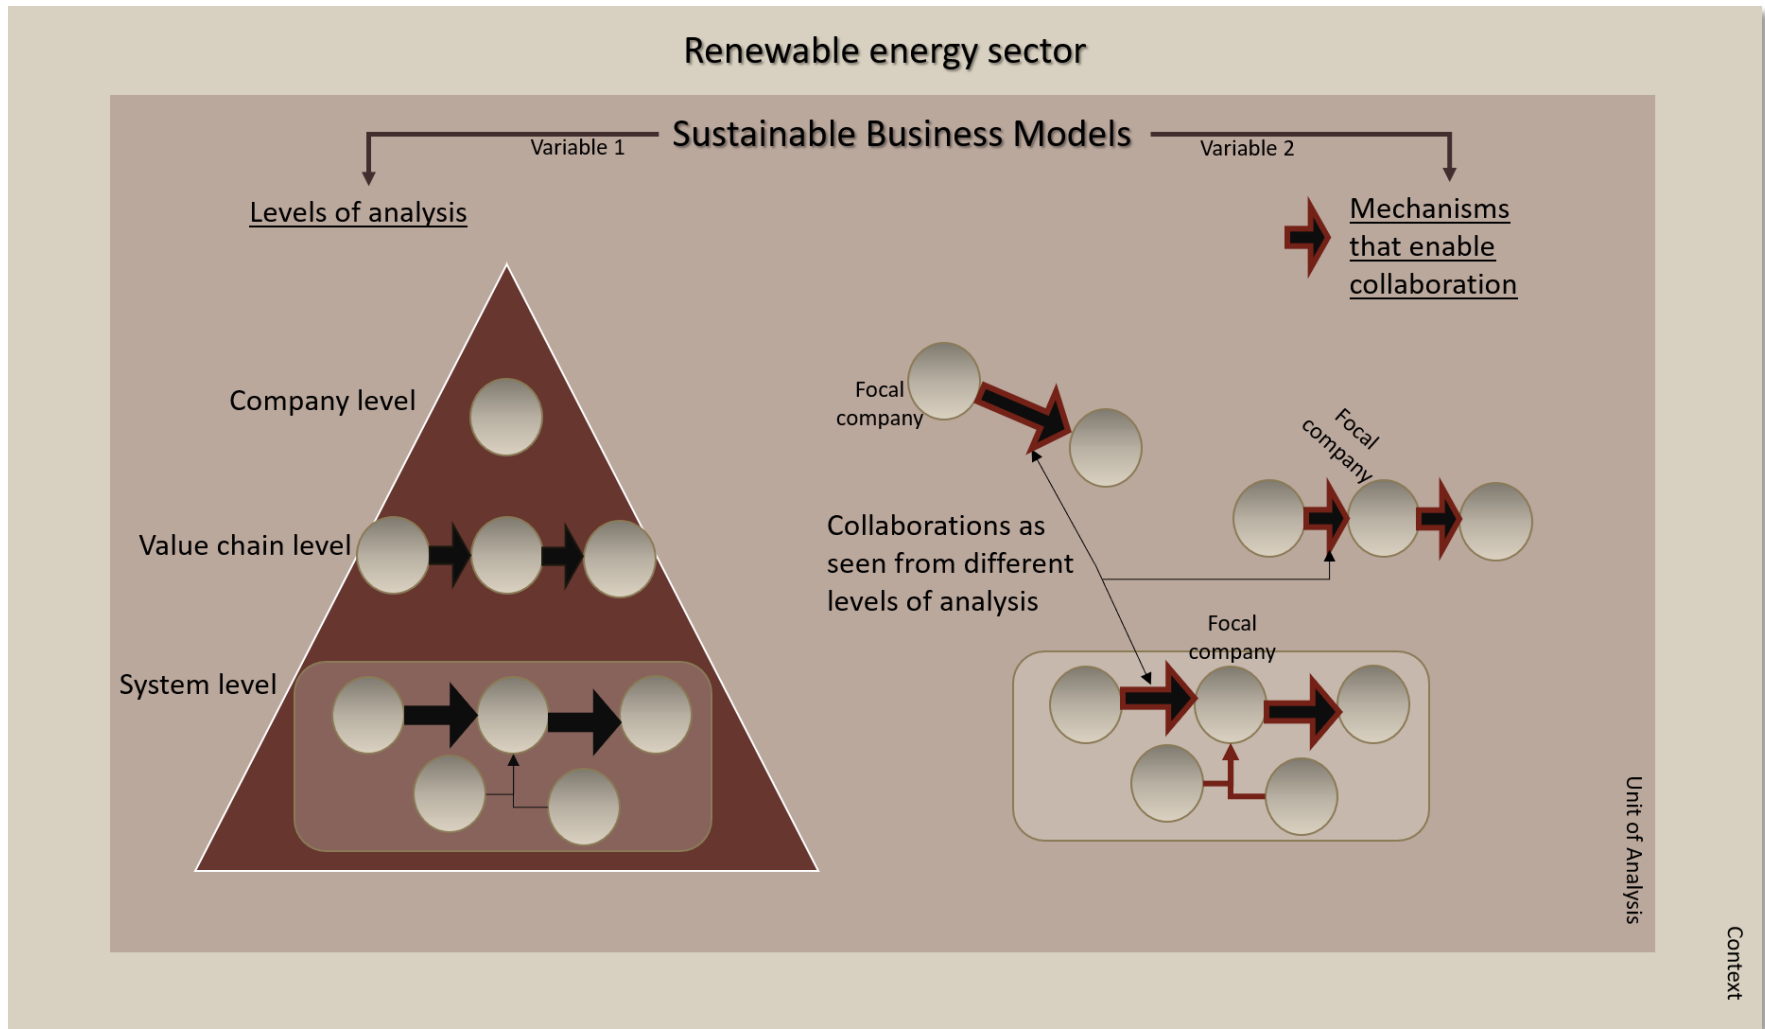 Renewable energy sector
Sustainable Business Models
Variable 1
Variable 2
Levels of analysis
Mechanisms
that enable
collaboration
Company level
Value chain level
System level
Focal
company
Focal
company
Collaborations as
seen from different
levels of analysis
Focal
company
Unit of Analysis
Context